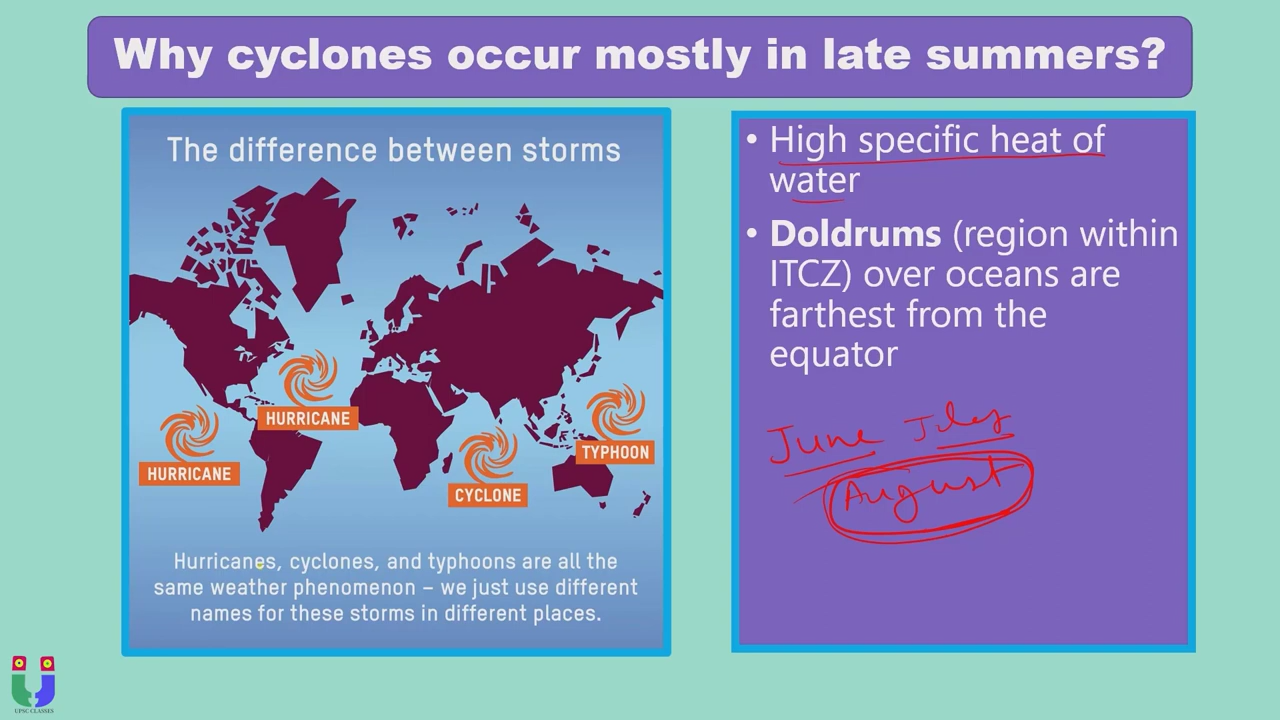 Why cyclones occur mostly in late summers?
The difference between storms
HURRICANE
HURRICANE
CYCLONE
TYPHOON
Hurricanes, cyclones, and typhoons are all the
same weather phenomenon – we just use different
names for these storms in different places.
• High specific heat of
water
• Doldrums (region within
ITCZ) over oceans are
farthest from the
equator
June
August
UPSC CLASSES